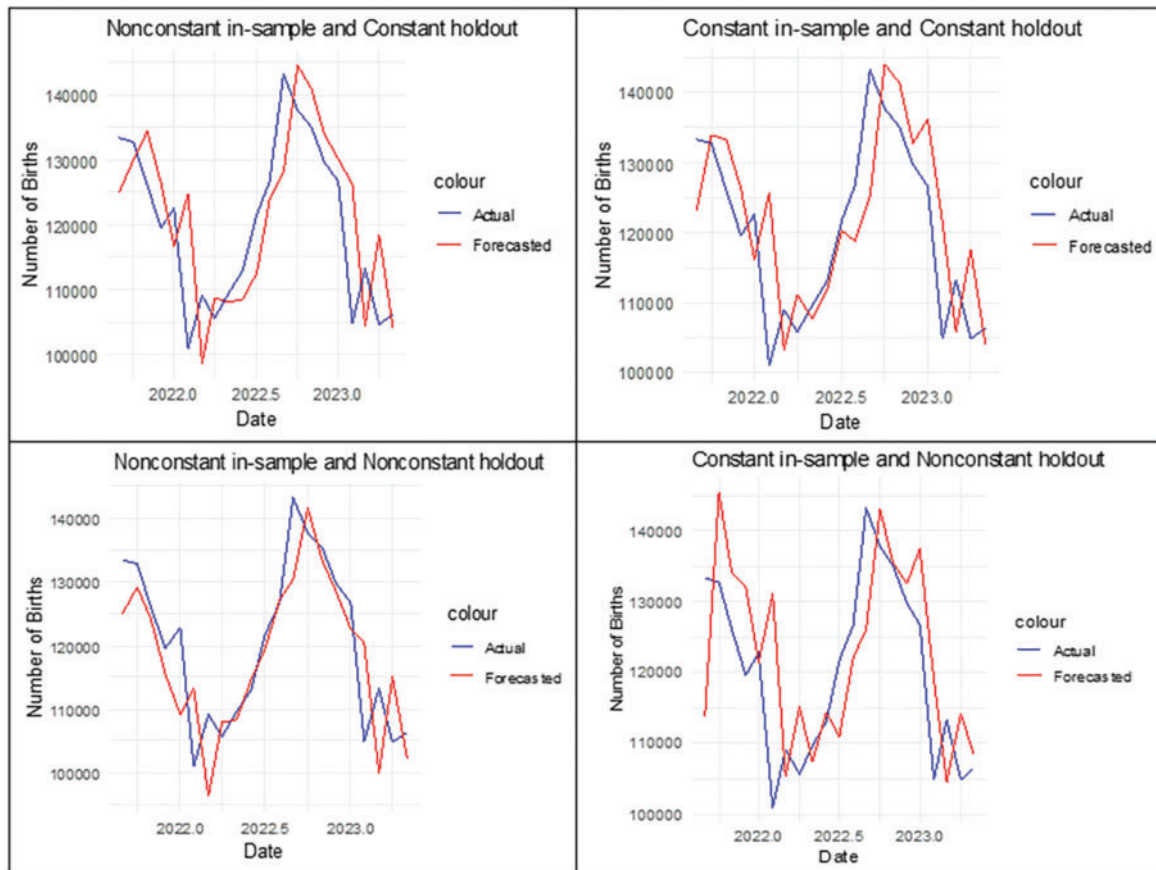 Nonconstant in-sample and Constant holdout
Number of Births
140000
130000
120000
110000
100000
2022.0 2022.5 2023.0
Date
colour
Actual
Forecasted
Constant in-sample and Constant holdout
Number of Births
140000
130000
120000
110000
100000
2022.0 2022.5 2023.0
Date
colour
Actual
Forecasted
Nonconstant in-sample and Nonconstant holdout
Number of Births
140000
130000
120000
110000
100000
2022.0 2022.5 2023.0
Date
colour
Actual
Forecasted
Constant in-sample and Nonconstant holdout
Number of Births
140000
130000
120000
110000
100000
2022.0 2022.5 2023.0
Date
colour
Actual
Forecasted